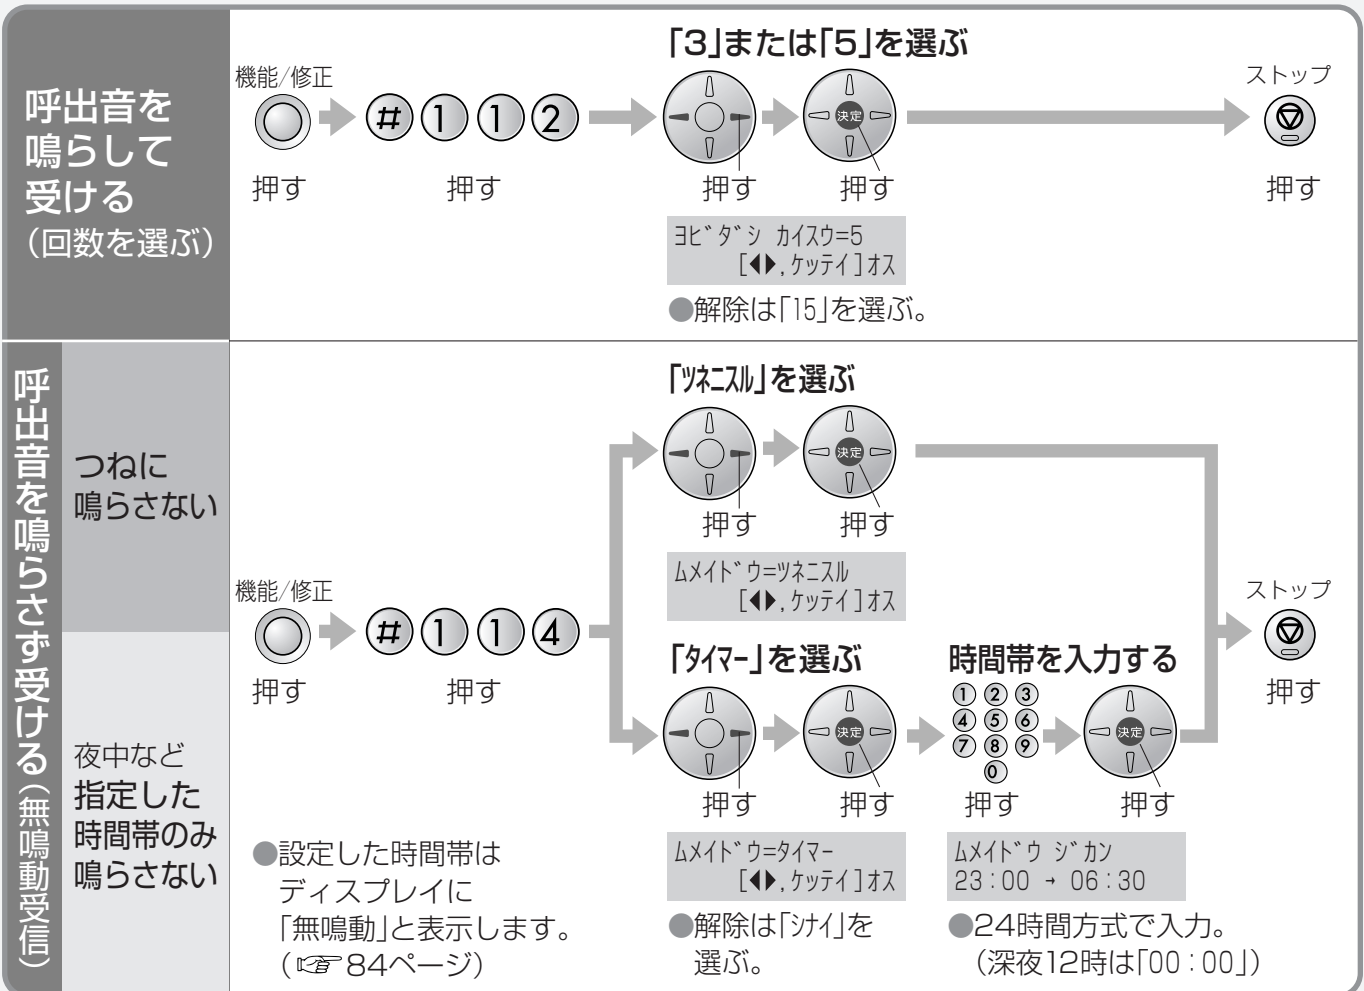 呼出音を
鳴らして
受ける
（回数を選ぶ）
機能/修正
押す
# 1 1 2
押す
「3」または「5」を選ぶ
押す
決定
押す
ﾖﾋﾞﾀﾞｼ ｶｲｽｳ=5
[◀▶,ｹｯﾃｲ]ｵｽ
●解除は「15」を選ぶ。
ストップ
押す
呼出音を鳴らさず受ける（無鳴動受信）
つねに
鳴らさない
夜中など
指定した
時間帯のみ
鳴らさない
機能/修正
押す
# 1 1 4
押す
「ﾂﾈﾆｽﾙ」を選ぶ
押す
決定
押す
ﾑﾒｲﾄﾞｳ=ﾂﾈﾆｽﾙ
[◀▶,ｹｯﾃｲ]ｵｽ
「ﾀｲﾏｰ」を選ぶ
押す
決定
押す
ﾑﾒｲﾄﾞｳ=ﾀｲﾏｰ
[◀▶,ｹｯﾃｲ]ｵｽ
●解除は「ｼﾅｲ」を
選ぶ。
時間帯を入力する
1 2 3
4 5 6
7 8 9
0
押す
決定
押す
ﾑﾒｲﾄﾞｳ ｼﾞｶﾝ
23:00 → 06:30
●24時間方式で入力。
（深夜12時は「00:00」）
ストップ
押す
●設定した時間帯は
ディスプレイに
「無鳴動」と表示します。
（☞84ページ）